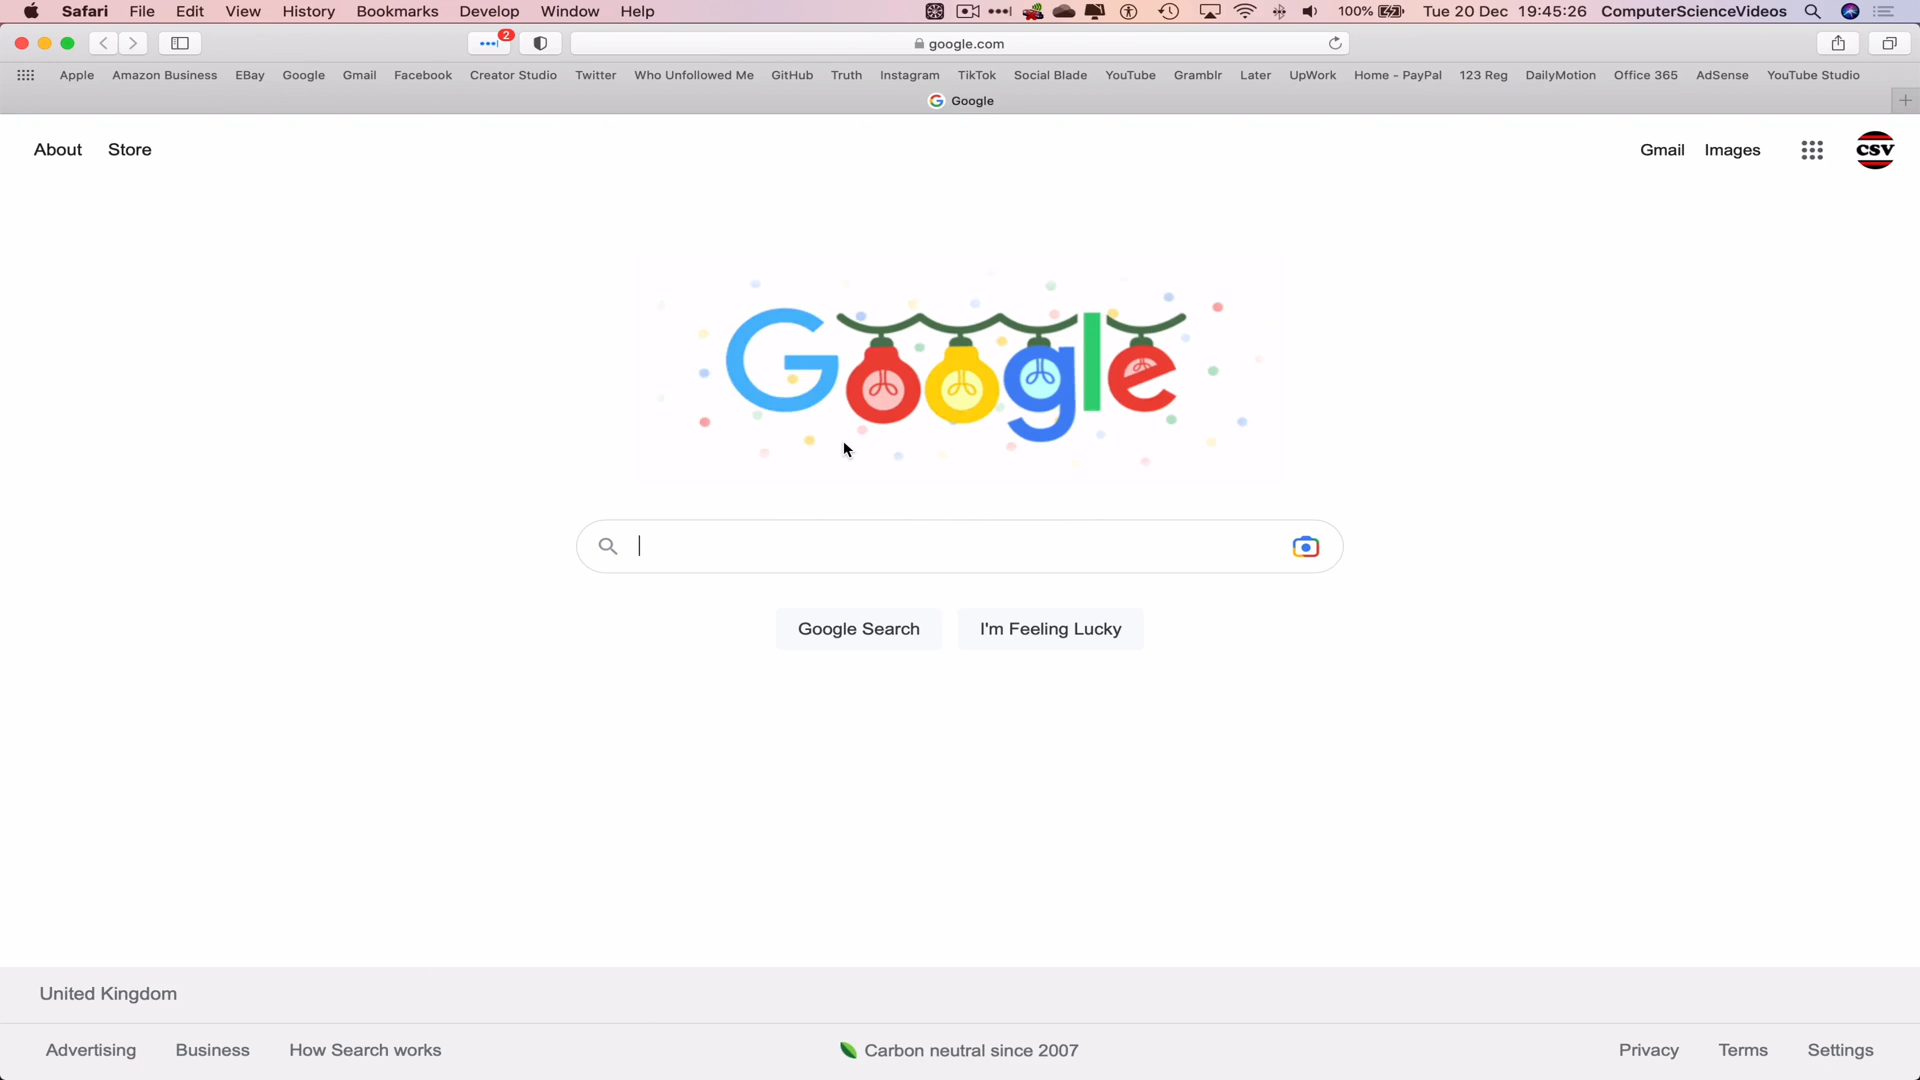 Safari File Edit View History Bookmarks Develop Window Help 100% Tue 20 Dec 19:45:26 ComputerScienceVideos
2 google.com
Apple Amazon Business EBay Google Gmail Facebook Creator Studio Twitter Who Unfollowed Me GitHub Truth Instagram TikTok Social Blade YouTube Gramblr Later UpWork Home - PayPal 123 Reg DailyMotion Office 365 AdSense YouTube Studio
Google
About Store Gmail Images CSV
Google
Google Search I'm Feeling Lucky
United Kingdom
Advertising Business How Search works Carbon neutral since 2007 Privacy Terms Settings